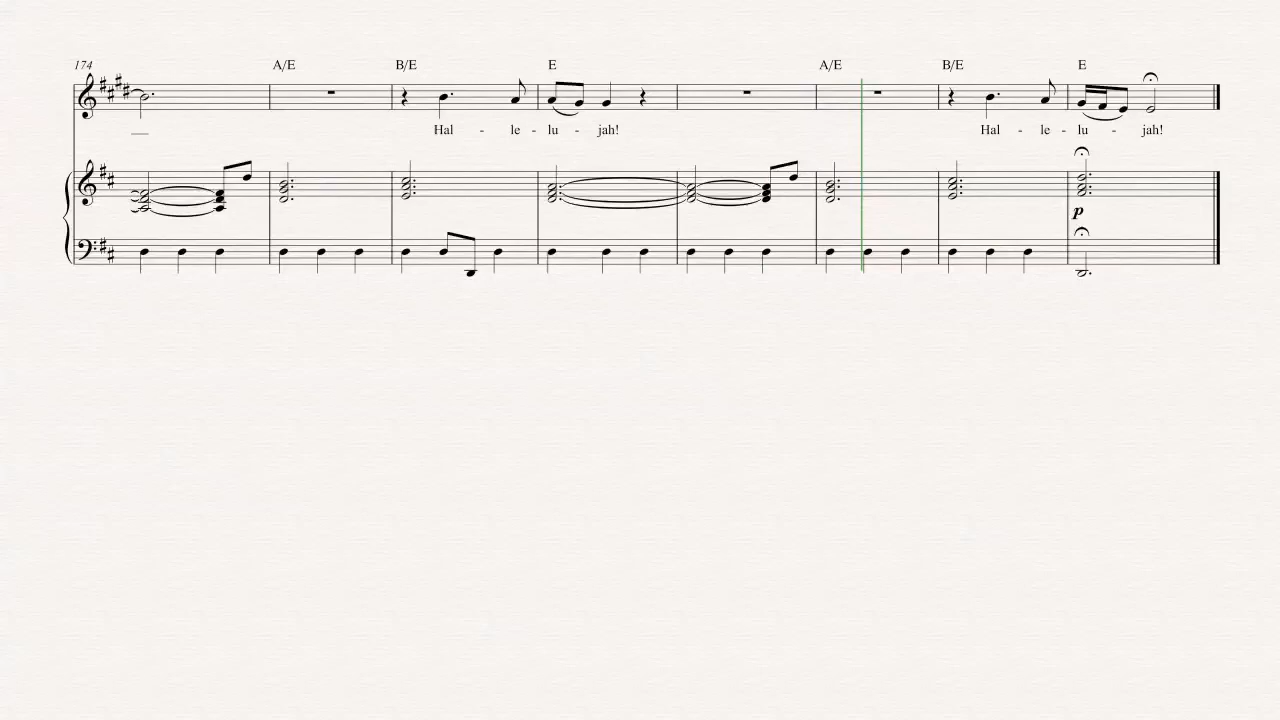 174 A/E B/E E A/E B/E E
Hal - le - lu - jah! Hal - le - lu - jah!
p